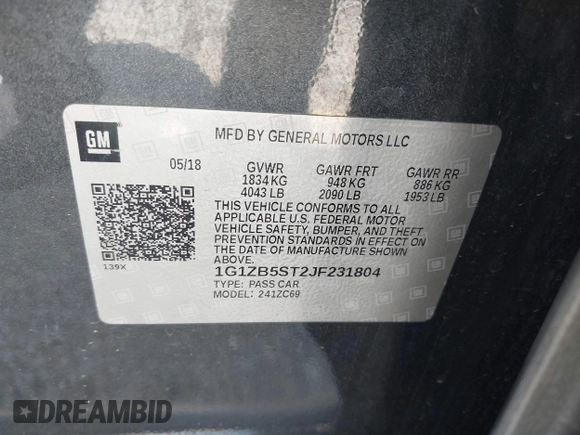 GM
MFD BY GENERAL MOTORS LLC
05/18 GVWR GAWR FRT GAWR RR
1834 KG 948 KG 886 KG
4043 LB 2090 LB 1953 LB
THIS VEHICLE CONFORMS TO ALL
APPLICABLE U.S. FEDERAL MOTOR
VEHICLE SAFETY, BUMPER, AND THEFT
PREVENTION STANDARDS IN EFFECT ON
THE DATE OF MANUFACTURE SHOWN
ABOVE.
139X
1G1ZB5ST2JF231804
TYPE: PASS CAR
MODEL: 241ZC69
DREAMBID